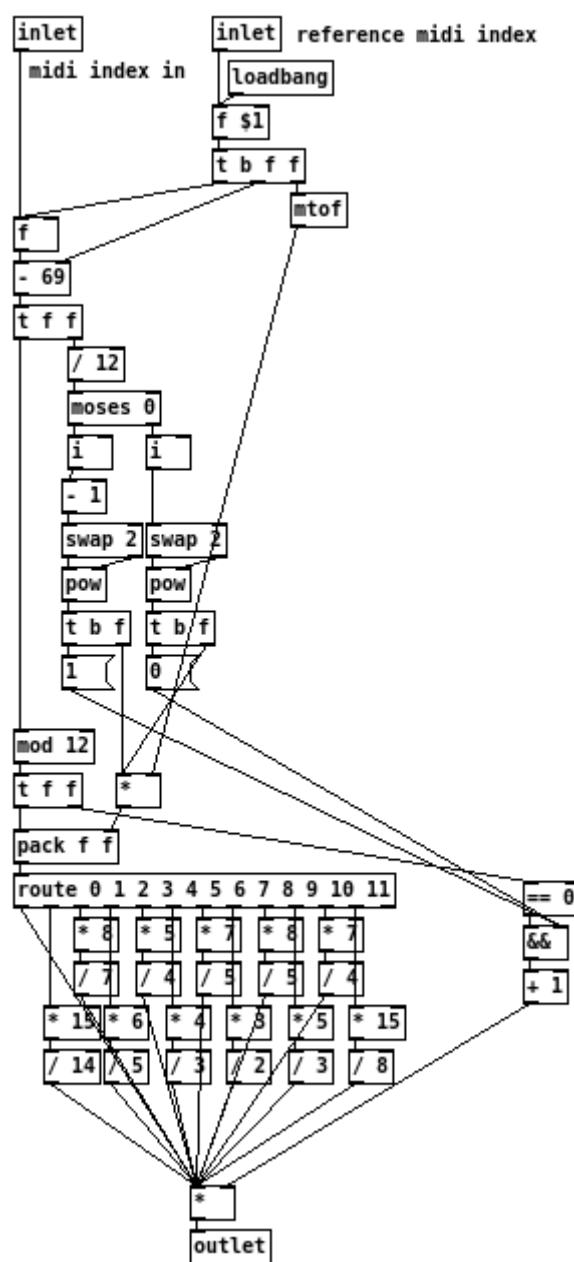 inlet inlet reference midi index
midi index in loadbang
f $1
t b f f
mtof
f
- 69
t f f
/ 12
moses 0
i i
- 1
swap 2 swap 2
pow pow
t b f t b f
1 0
mod 12
t f f *
pack f f
route 0 1 2 3 4 5 6 7 8 9 10 11 == 0
* 8 * 5 * 7 * 8 * 7 &&
/ 7 / 4 / 5 / 5 / 4 + 1
* 15 * 6 * 4 * 3 * 5 * 15
/ 14 / 5 / 3 / 2 / 3 / 8
*
outlet